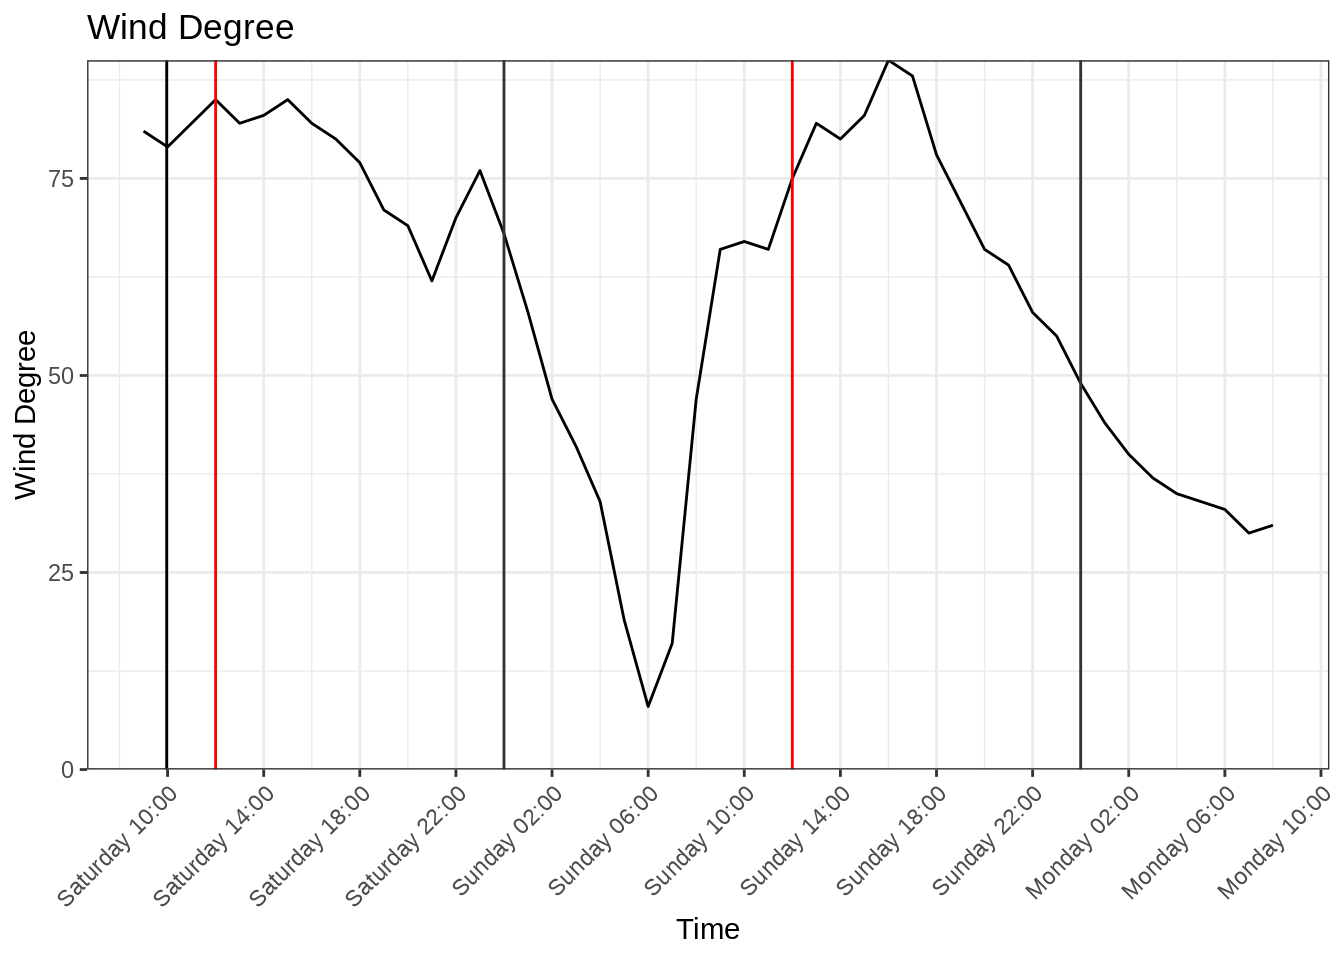 Wind Degree
Wind Degree
75
50
25
0
Saturday 10:00
Saturday 14:00
Saturday 18:00
Saturday 22:00
Sunday 02:00
Sunday 06:00
Sunday 10:00
Sunday 14:00
Sunday 18:00
Sunday 22:00
Monday 02:00
Monday 06:00
Monday 10:00
Time